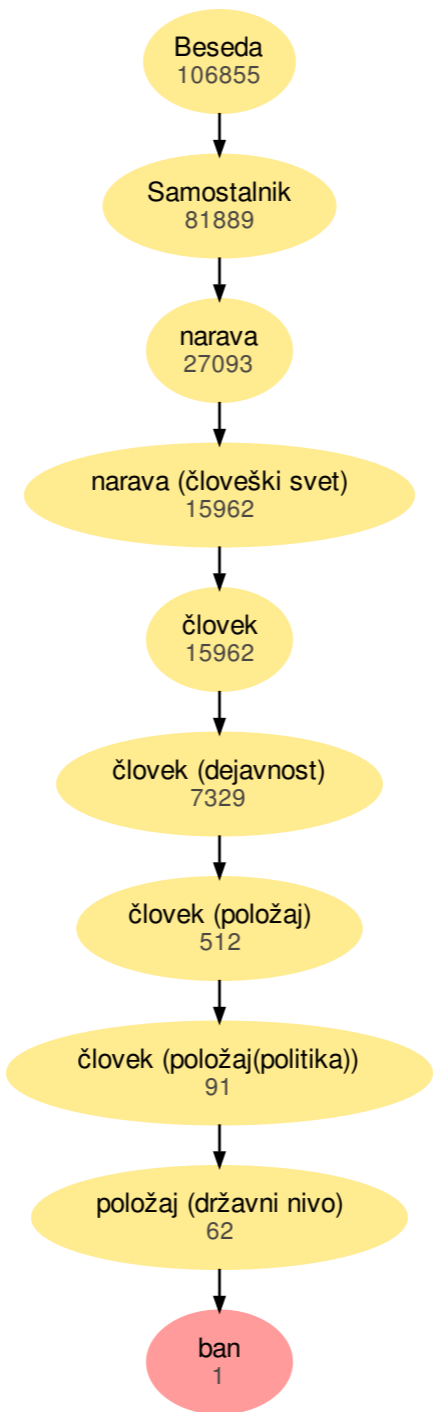 Beseda
106855
Samostalnik
81889
narava
27093
narava (človeški svet)
15962
človek
15962
človek (dejavnost)
7329
človek (položaj)
512
človek (položaj(politika))
91
položaj (državni nivo)
62
ban
1